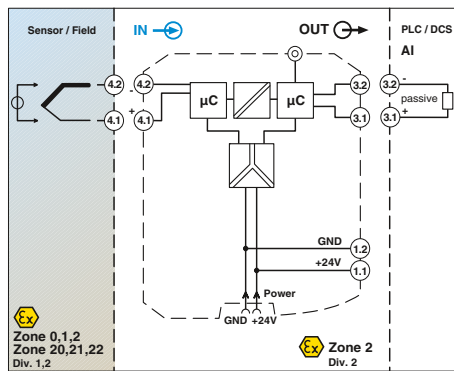 Sensor / Field
IN
OUT
PLC / DCS
AI
4.2
4.2
-
µC
µC
3.2
3.2
-
passive
4.1
+
4.1
3.1
3.1
+
GND
1.2
+24V
1.1
Power
GND +24V
Ex
Zone 0,1,2
Zone 20,21,22
Div. 1,2
Ex
Zone 2
Div. 2